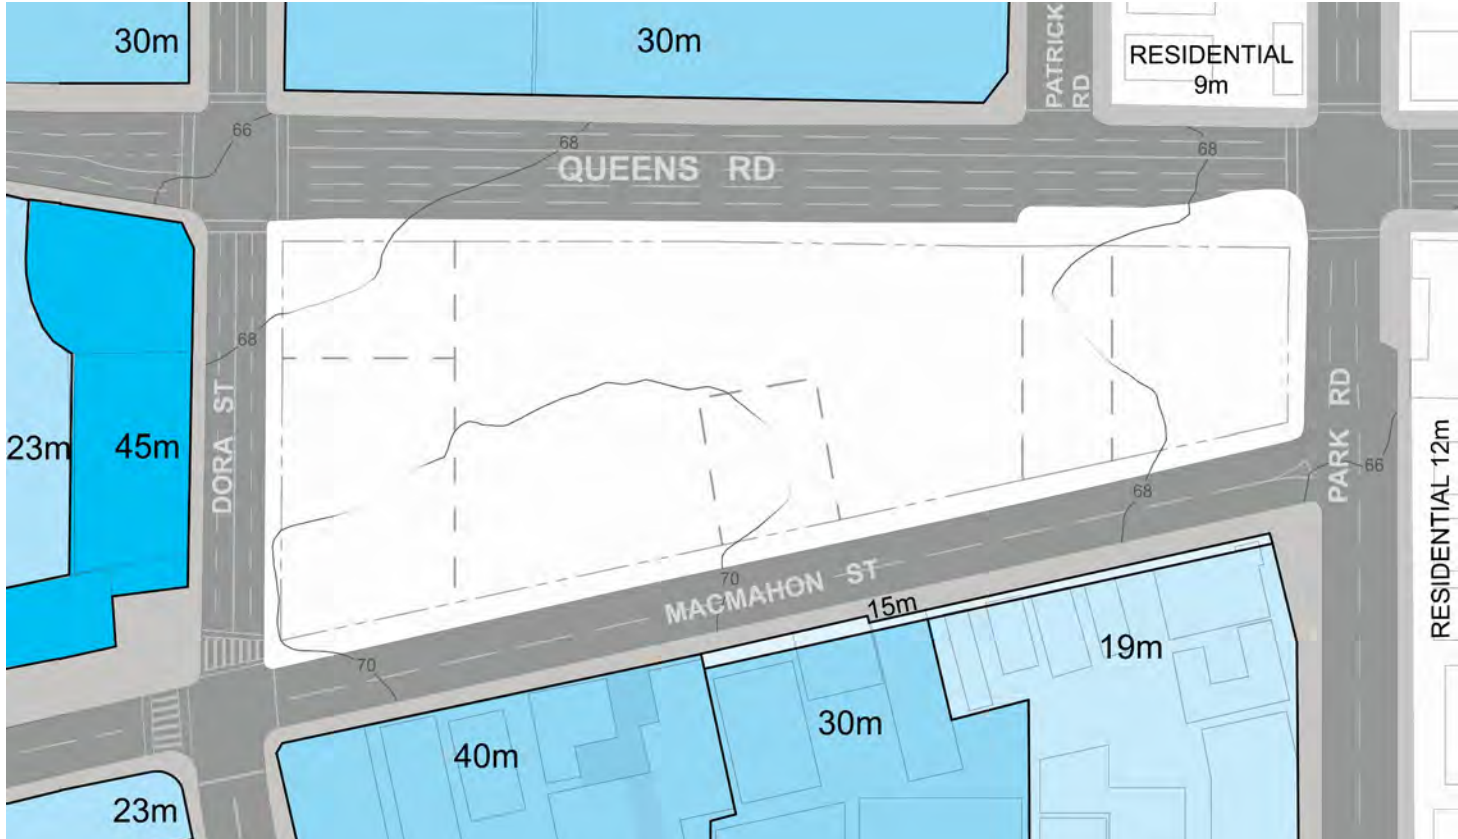 30m
30m
PATRICK
RD
RESIDENTIAL
9m
66
68
68
QUEENS RD
68
23m
45m
DORA ST
PARK RD
RESIDENTIAL 12m
66
68
70
MACMAHON ST
15m
70
19m
30m
40m
23m